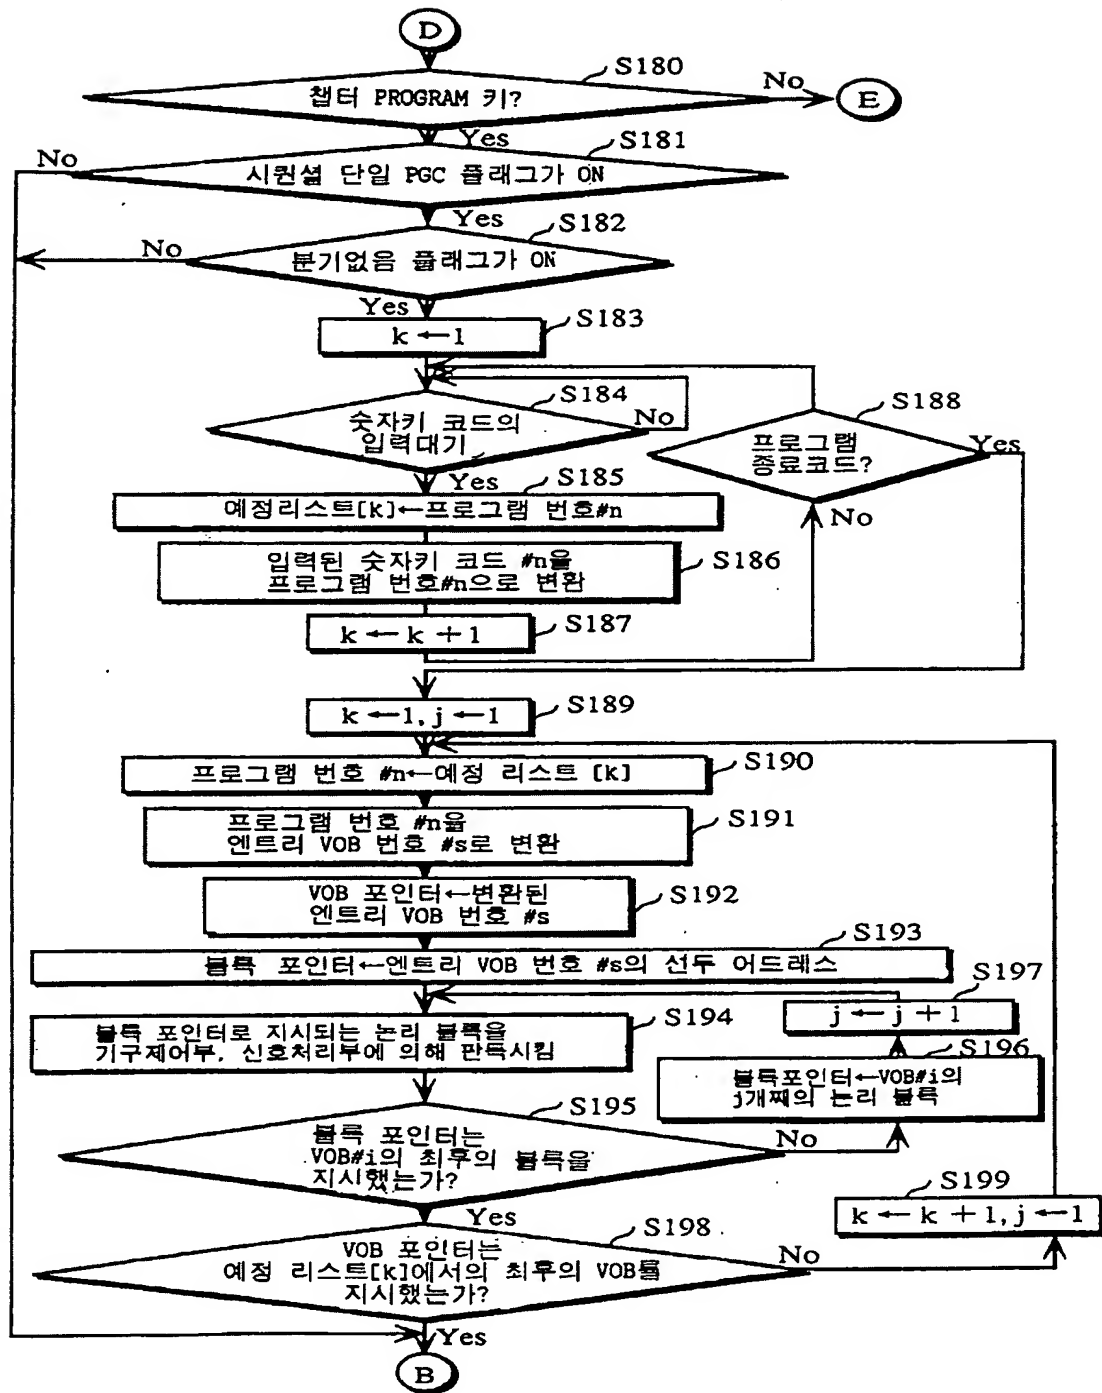 D
S180
챕터 PROGRAM 키?
No
E
Yes
S181
No
시퀀셜 단일 PGC 플래그가 ON
Yes
S182
No
분기없음 플래그가 ON
Yes
S183
k ← 1
S184
숫자키 코드의
입력대기
No
S188
프로그램
종료코드?
Yes
No
Yes
S185
예정리스트[k]←프로그램 번호#n
입력된 숫자키 코드 #n을
프로그램 번호#n으로 변환
S186
k ← k + 1
S187
k ← 1, j ← 1
S189
프로그램 번호 #n←예정 리스트 [k]
S190
프로그램 번호 #n을
엔트리 VOB 번호 #s로 변환
S191
VOB 포인터←변환된
엔트리 VOB 번호 #s
S192
S193
블록 포인터←엔트리 VOB 번호 #s의 선두 어드레스
S197
j ← j + 1
S194
블록 포인터로 지시되는 논리 블록을
기구제어부, 신호처리부에 의해 판독시킴
S196
블록포인터←VOB#i의
j개째의 논리 블록
S195
블록 포인터는
VOB#i의 최후의 블록을
지시했는가?
No
S199
k ← k + 1, j ← 1
Yes
S198
VOB 포인터는
예정 리스트[k]에서의 최후의 VOB를
지시했는가?
No
Yes
B